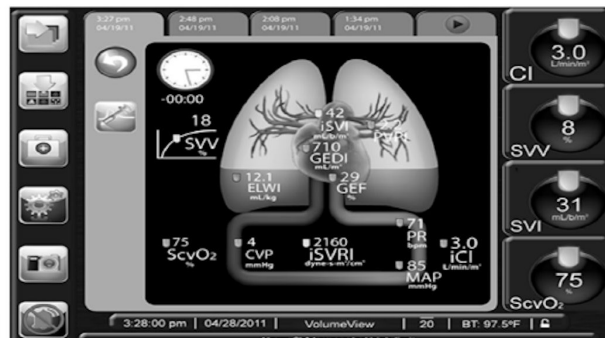 3:27 pm
04/19/11
2:48 pm
04/19/11
2:08 pm
04/19/11
1:34 pm
04/19/11
-00:00
18
SVV
%
42
iSVI
mL/b/m²
710
GEDI
mL/m²
12.1
ELWI
mL/kg
29
GEF
%
75
ScvO₂
%
4
CVP
mmHg
2160
iSVRI
dyne-s-m²/cm⁵
71
PR
bpm
85
MAP
mmHg
3.0
iCI
L/min/m²
3.0
L/min/m²
CI
8
%
SVV
31
mL/b/m²
SVI
75
%
ScvO₂
3:28:00 pm | 04/28/2011 | VolumeView | 20 | BT: 97.5°F